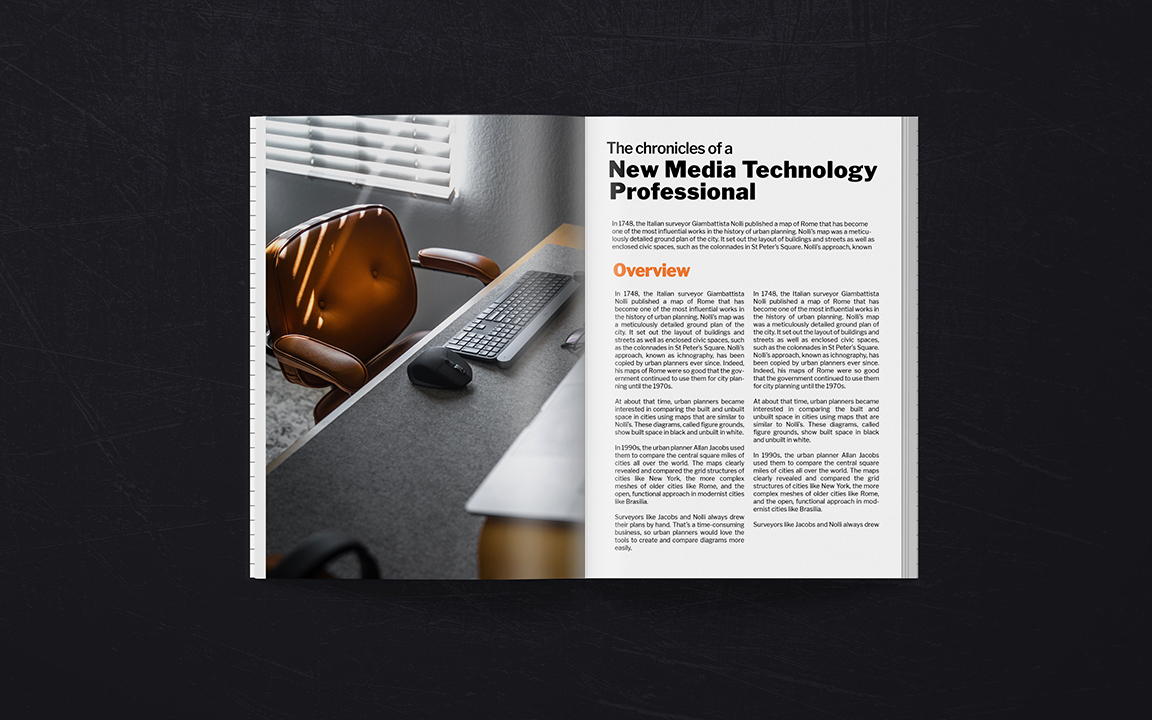 The chronicles of a
New Media Technology
Professional
In 1748, the Italian surveyor Giambattista Nolli published a map of Rome that has become
one of the most influential works in the history of urban planning. Nolli's map was a meticu-
lously detailed ground plan of the city. It set out the layout of buildings and streets as well as
enclosed civic spaces, such as the colonnades in St Peter's Square. Nolli's approach, known
Overview
In 1748, the Italian surveyor Giambattista
Nolli published a map of Rome that has
become one of the most influential works in
the history of urban planning. Nolli's map was
a meticulously detailed ground plan of the
city. It set out the layout of buildings and
streets as well as enclosed civic spaces, such
as the colonnades in St Peter's Square. Nolli's
approach, known as ichnography, has been
copied by urban planners ever since. Indeed,
his maps of Rome were so good that the gov-
ernment continued to use them for city plan-
ning until the 1970s.
At about that time, urban planners became
interested in comparing the built and unbuilt
space in cities using maps that are similar to
Nolli's. These diagrams, called figure grounds,
show built space in black and unbuilt in white.
In 1990s, the urban planner Allan Jacobs used
them to compare the central square miles of
cities all over the world. The maps clearly
revealed and compared the grid structures of
cities like New York, the more complex
meshes of older cities like Rome, and the
open, functional approach in modernist cities
like Brasilia.
Surveyors like Jacobs and Nolli always drew
their plans by hand. That's a time-consuming
business, so urban planners would love the
tools to create and compare diagrams more
easily.
In 1748, the Italian surveyor Giambattista
Nolli published a map of Rome that has
become one of the most influential works in
the history of urban planning. Nolli's map
was a meticulously detailed ground plan of
the city. It set out the layout of buildings and
streets as well as enclosed civic spaces,
such as the colonnades in St Peter's Square.
Nolli's approach, known as ichnography, has
been copied by urban planners ever since.
Indeed, his maps of Rome were so good
that the government continued to use them
for city planning until the 1970s.
At about that time, urban planners became
interested in comparing the built and
unbuilt space in cities using maps that are
similar to Nolli's. These diagrams, called
figure grounds, show built space in black
and unbuilt in white.
In 1990s, the urban planner Allan Jacobs
used them to compare the central square
miles of cities all over the world. The maps
clearly revealed and compared the grid
structures of cities like New York, the more
complex meshes of older cities like Rome,
and the open, functional approach in mod-
ernist cities like Brasilia.
Surveyors like Jacobs and Nolli always drew